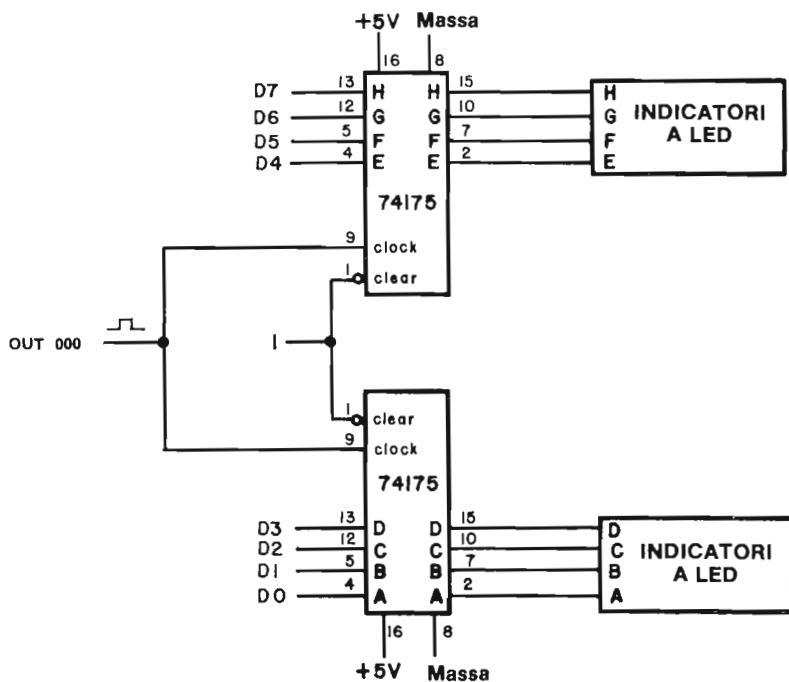 +5V Massa
16 8
D7 13 H H 15 H
D6 12 G G 10 G
D5 5 F F 7 F
D4 4 E E 2 E
INDICATORI
A LED
74175
9 clock
1 clear
OUT 000
1
1 clear
9 clock
74175
D3 13 D D 15 D
D2 12 C C 10 C
D1 5 B B 7 B
D0 4 A A 2 A
INDICATORI
A LED
16 8
+5V Massa